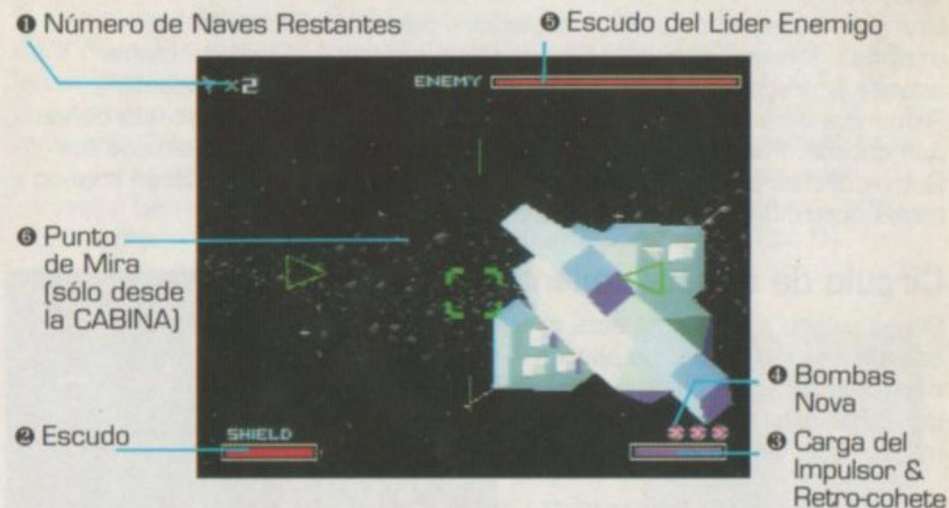 ❶ Número de Naves Restantes
❺ Escudo del Líder Enemigo
×2
ENEMY
❻ Punto
de Mira
(sólo desde
la CABINA)
❹ Bombas
Nova
❷ Escudo
SHIELD
❸ Carga del
Impulsor &
Retro-cohete